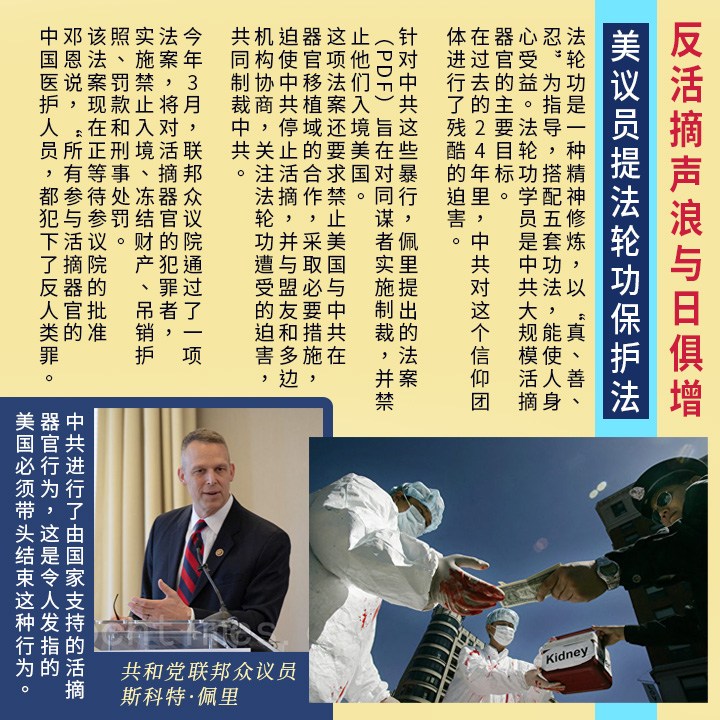 反活摘声浪与日俱增
美议员提法轮功保护法
法轮功是一种精神修炼，以“真、善、
忍”为指导，搭配五套功法，能使人身
心受益。法轮功学员是中共大规模活摘
器官的主要目标。
在过去的24年里，中共对这个信仰团
体进行了残酷的迫害。
针对中共这些暴行，佩里提出的法案
（PDF）旨在对同谋者实施制裁，并禁
止他们入境美国。
这项法案还要求禁止美国与中共在
器官移植域的合作，采取必要措施，
迫使中共停止活摘，并与盟友和多边
机构协商，关注法轮功遭受的迫害，
共同制裁中共。
今年3月，联邦众议院通过了一项
法案，将对活摘器官的犯罪者，
实施禁止入境、冻结财产、吊销护
照、罚款和刑事处罚。
该法案现在正等待参议院的批准
邓恩说，“所有参与活摘器官的
中国医护人员，都犯下了反人类罪。
中共进行了由国家支持的活摘
器官行为，这是令人发指的
美国必须带头结束这种行为。
共和党联邦众议员
斯科特·佩里
Kidney